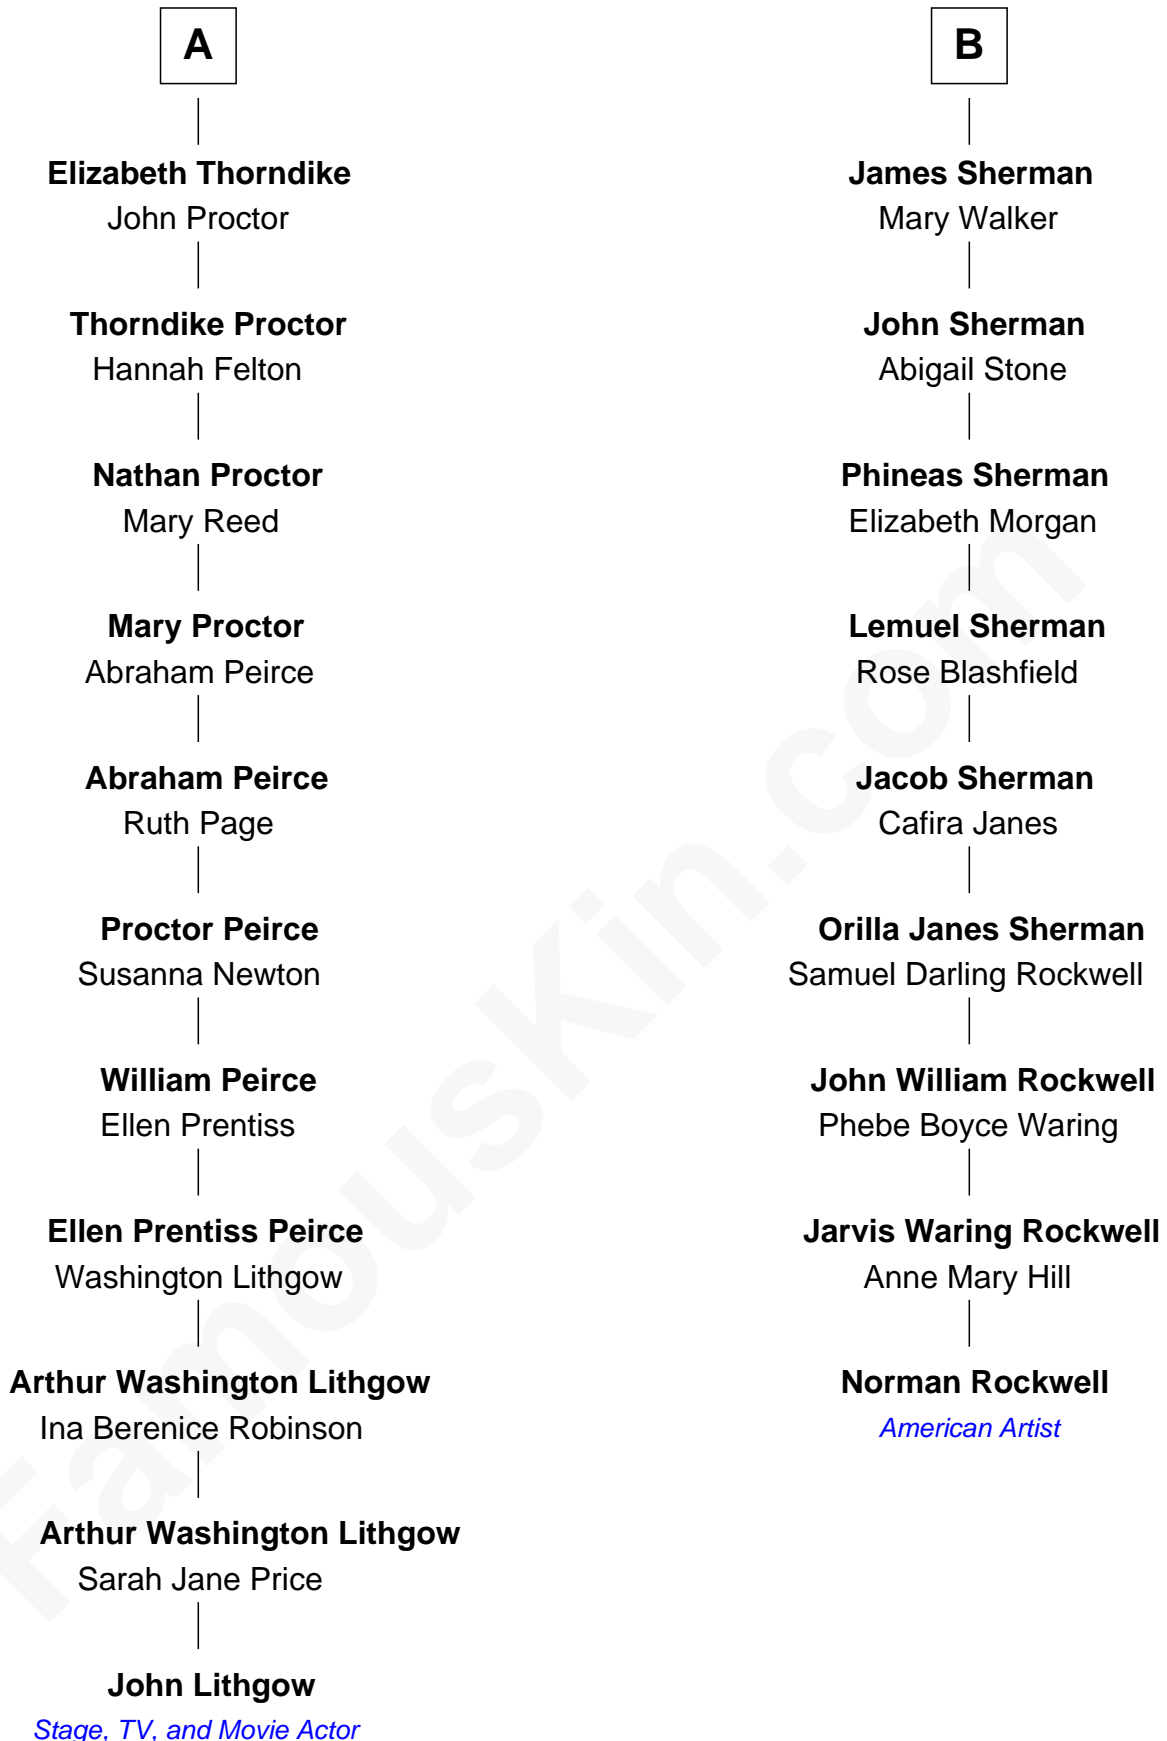 A
Elizabeth Thorndike
John Proctor
Thorndike Proctor
Hannah Felton
Nathan Proctor
Mary Reed
Mary Proctor
Abraham Peirce
Abraham Peirce
Ruth Page
Proctor Peirce
Susanna Newton
William Peirce
Ellen Prentiss
Ellen Prentiss Peirce
Washington Lithgow
Arthur Washington Lithgow
Ina Berenice Robinson
Arthur Washington Lithgow
Sarah Jane Price
John Lithgow
Stage, TV, and Movie Actor
B
James Sherman
Mary Walker
John Sherman
Abigail Stone
Phineas Sherman
Elizabeth Morgan
Lemuel Sherman
Rose Blashfield
Jacob Sherman
Cafira Janes
Orilla Janes Sherman
Samuel Darling Rockwell
John William Rockwell
Phebe Boyce Waring
Jarvis Waring Rockwell
Anne Mary Hill
Norman Rockwell
American Artist
FamousKin.com